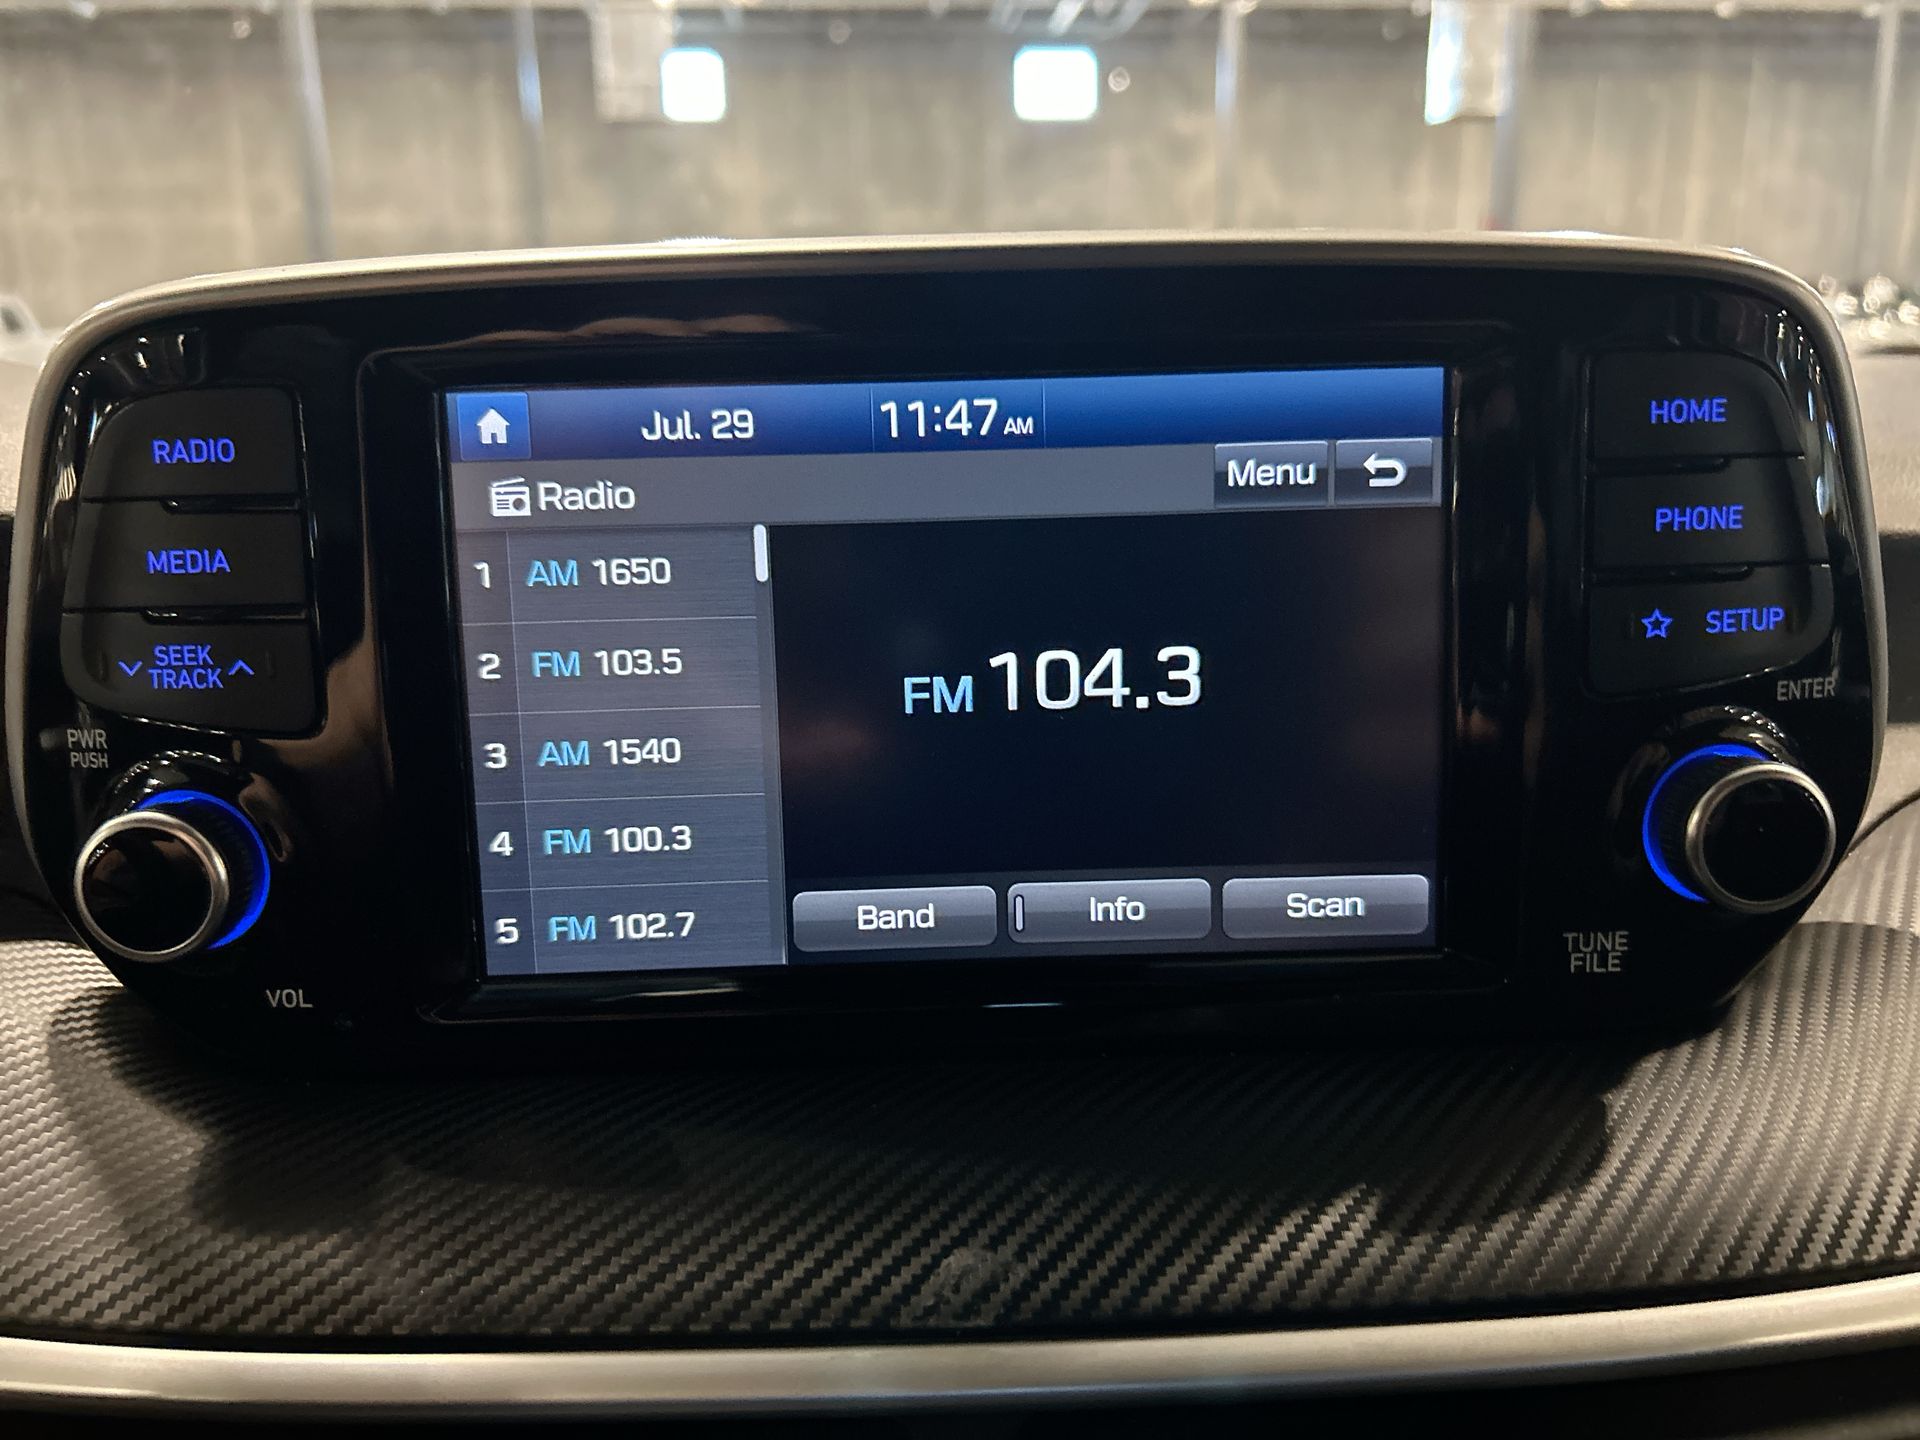 Jul. 29 11:47 AM
Radio Menu
1 AM 1650
2 FM 103.5
3 AM 1540
4 FM 100.3
5 FM 102.7
FM 104.3
Band Info Scan
RADIO
MEDIA
SEEK
TRACK
PWR
PUSH
VOL
HOME
PHONE
SETUP
ENTER
TUNE
FILE